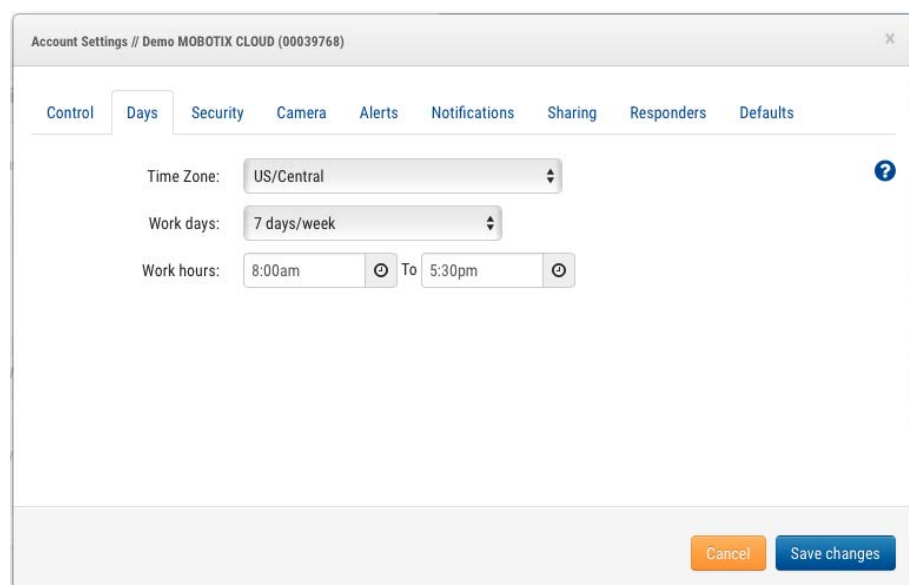 Account Settings // Demo MOBOTIX CLOUD (00039768) ×
Control Days Security Camera Alerts Notifications Sharing Responders Defaults
Time Zone: US/Central ?
Work days: 7 days/week
Work hours: 8:00am To 5:30pm
Cancel Save changes